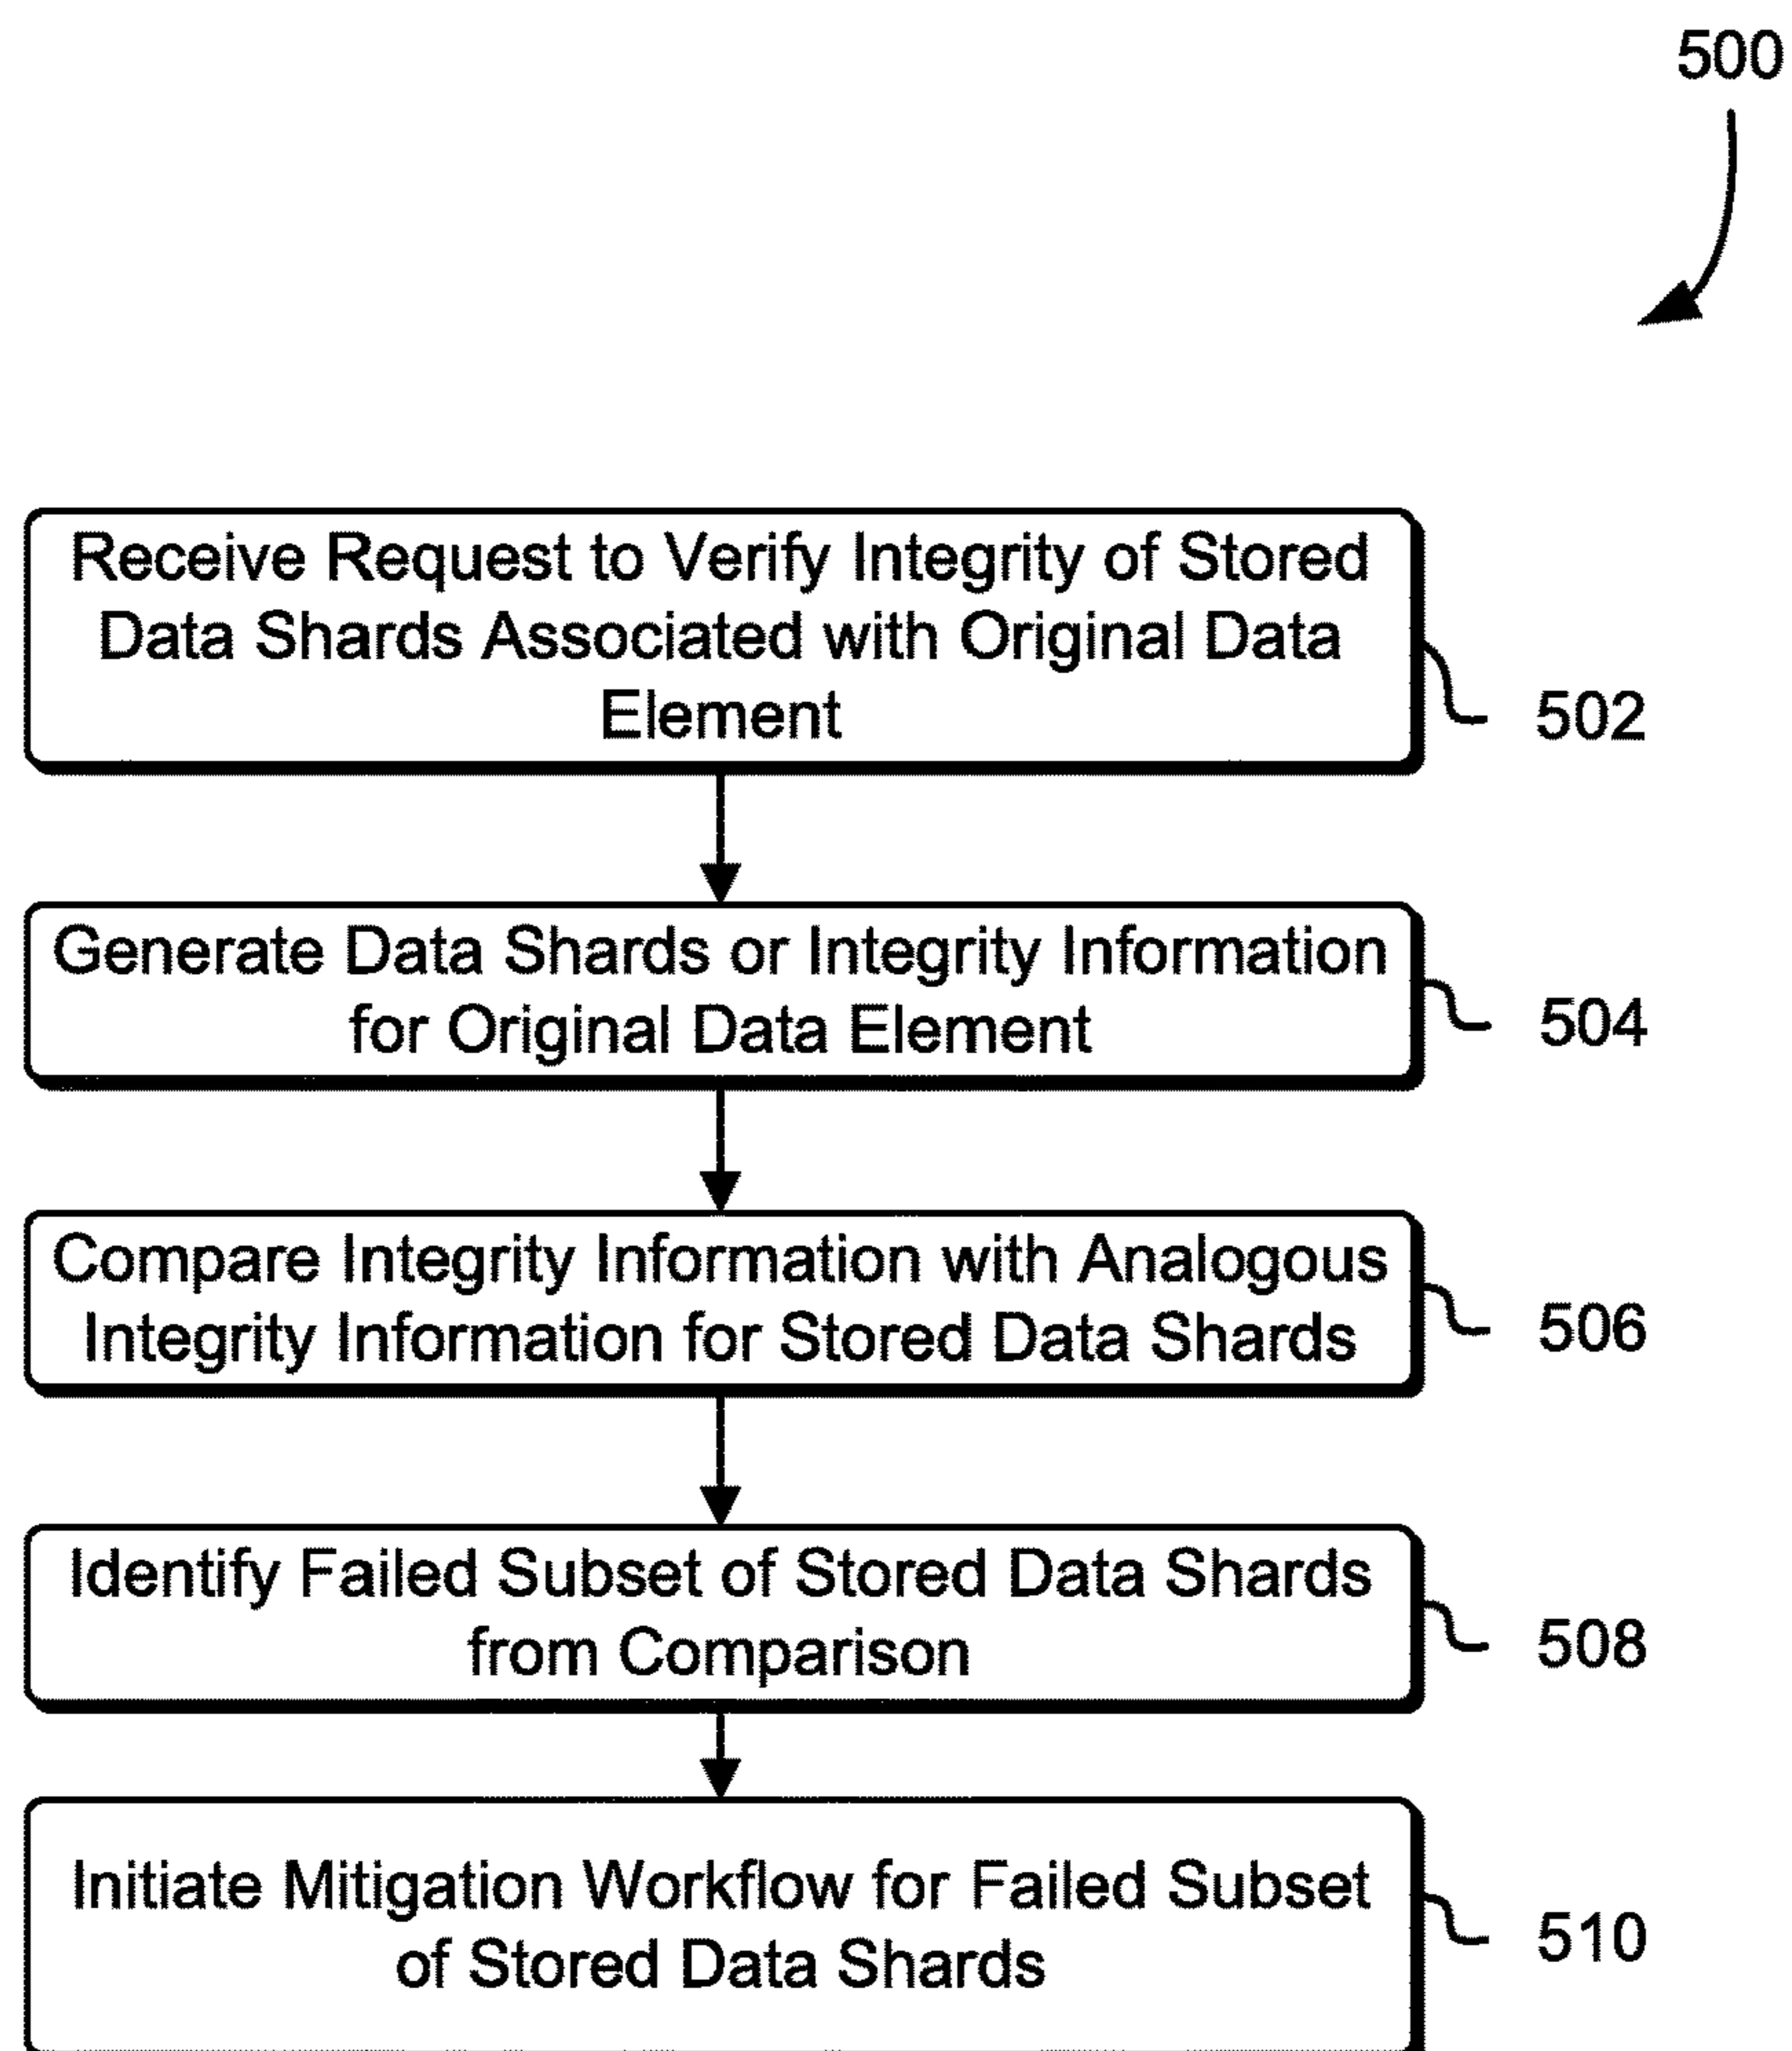 500
Receive Request to Verify Integrity of Stored
Data Shards Associated with Original Data
Element
502
Generate Data Shards or Integrity Information
for Original Data Element
504
Compare Integrity Information with Analogous
Integrity Information for Stored Data Shards
506
Identify Failed Subset of Stored Data Shards
from Comparison
508
Initiate Mitigation Workflow for Failed Subset
of Stored Data Shards
510